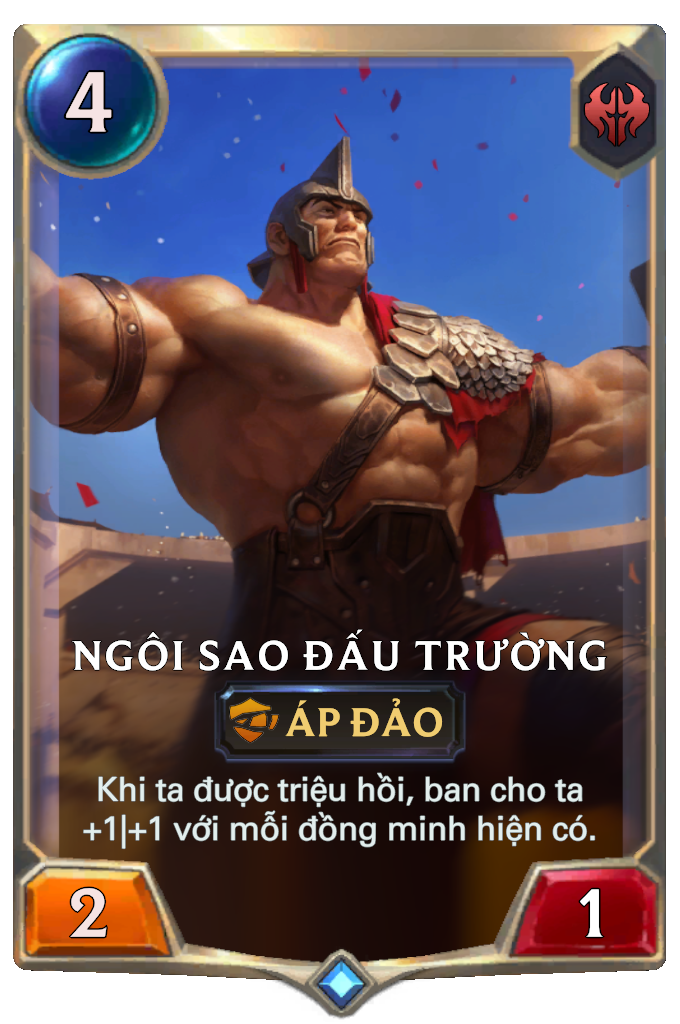 4
NGÔI SAO ĐẤU TRƯỜNG
ÁP ĐẢO
Khi ta được triệu hồi, ban cho ta
+1|+1 với mỗi đồng minh hiện có.
2
1